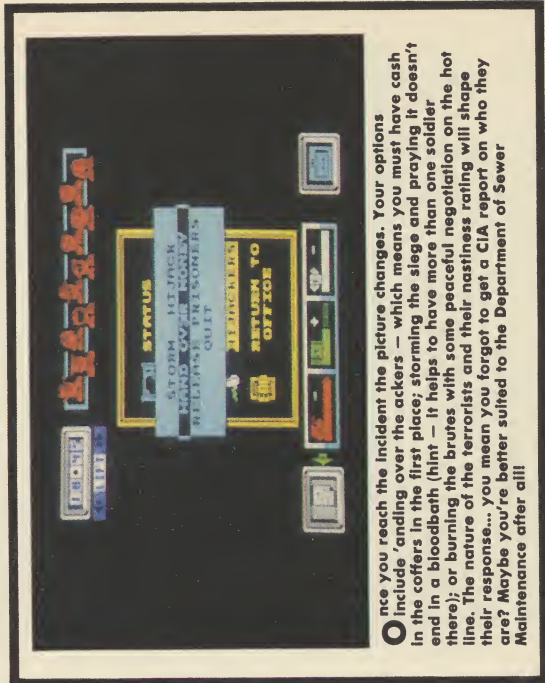 STATUS
STORM HIJACK
HAND OVER MONEY
RELEASE PRISONERS
QUIT
HIJACKERS
RETURN TO
OFFICE
LIFT
Once you reach the incident the picture changes. Your options
include 'anding over the ackers — which means you must have cash
in the coffers in the first place; storming the siege and praying it doesn't
end in a bloodbath (hint — it helps to have more than one soldier
there); or burning the brutes with some peaceful negotiation on the hot
line. The nature of the terrorists and their nastiness rating will shape
their response... you mean you forgot to get a CIA report on who they
are? Maybe you're better suited to the Department of Sewer
Maintenance after all!